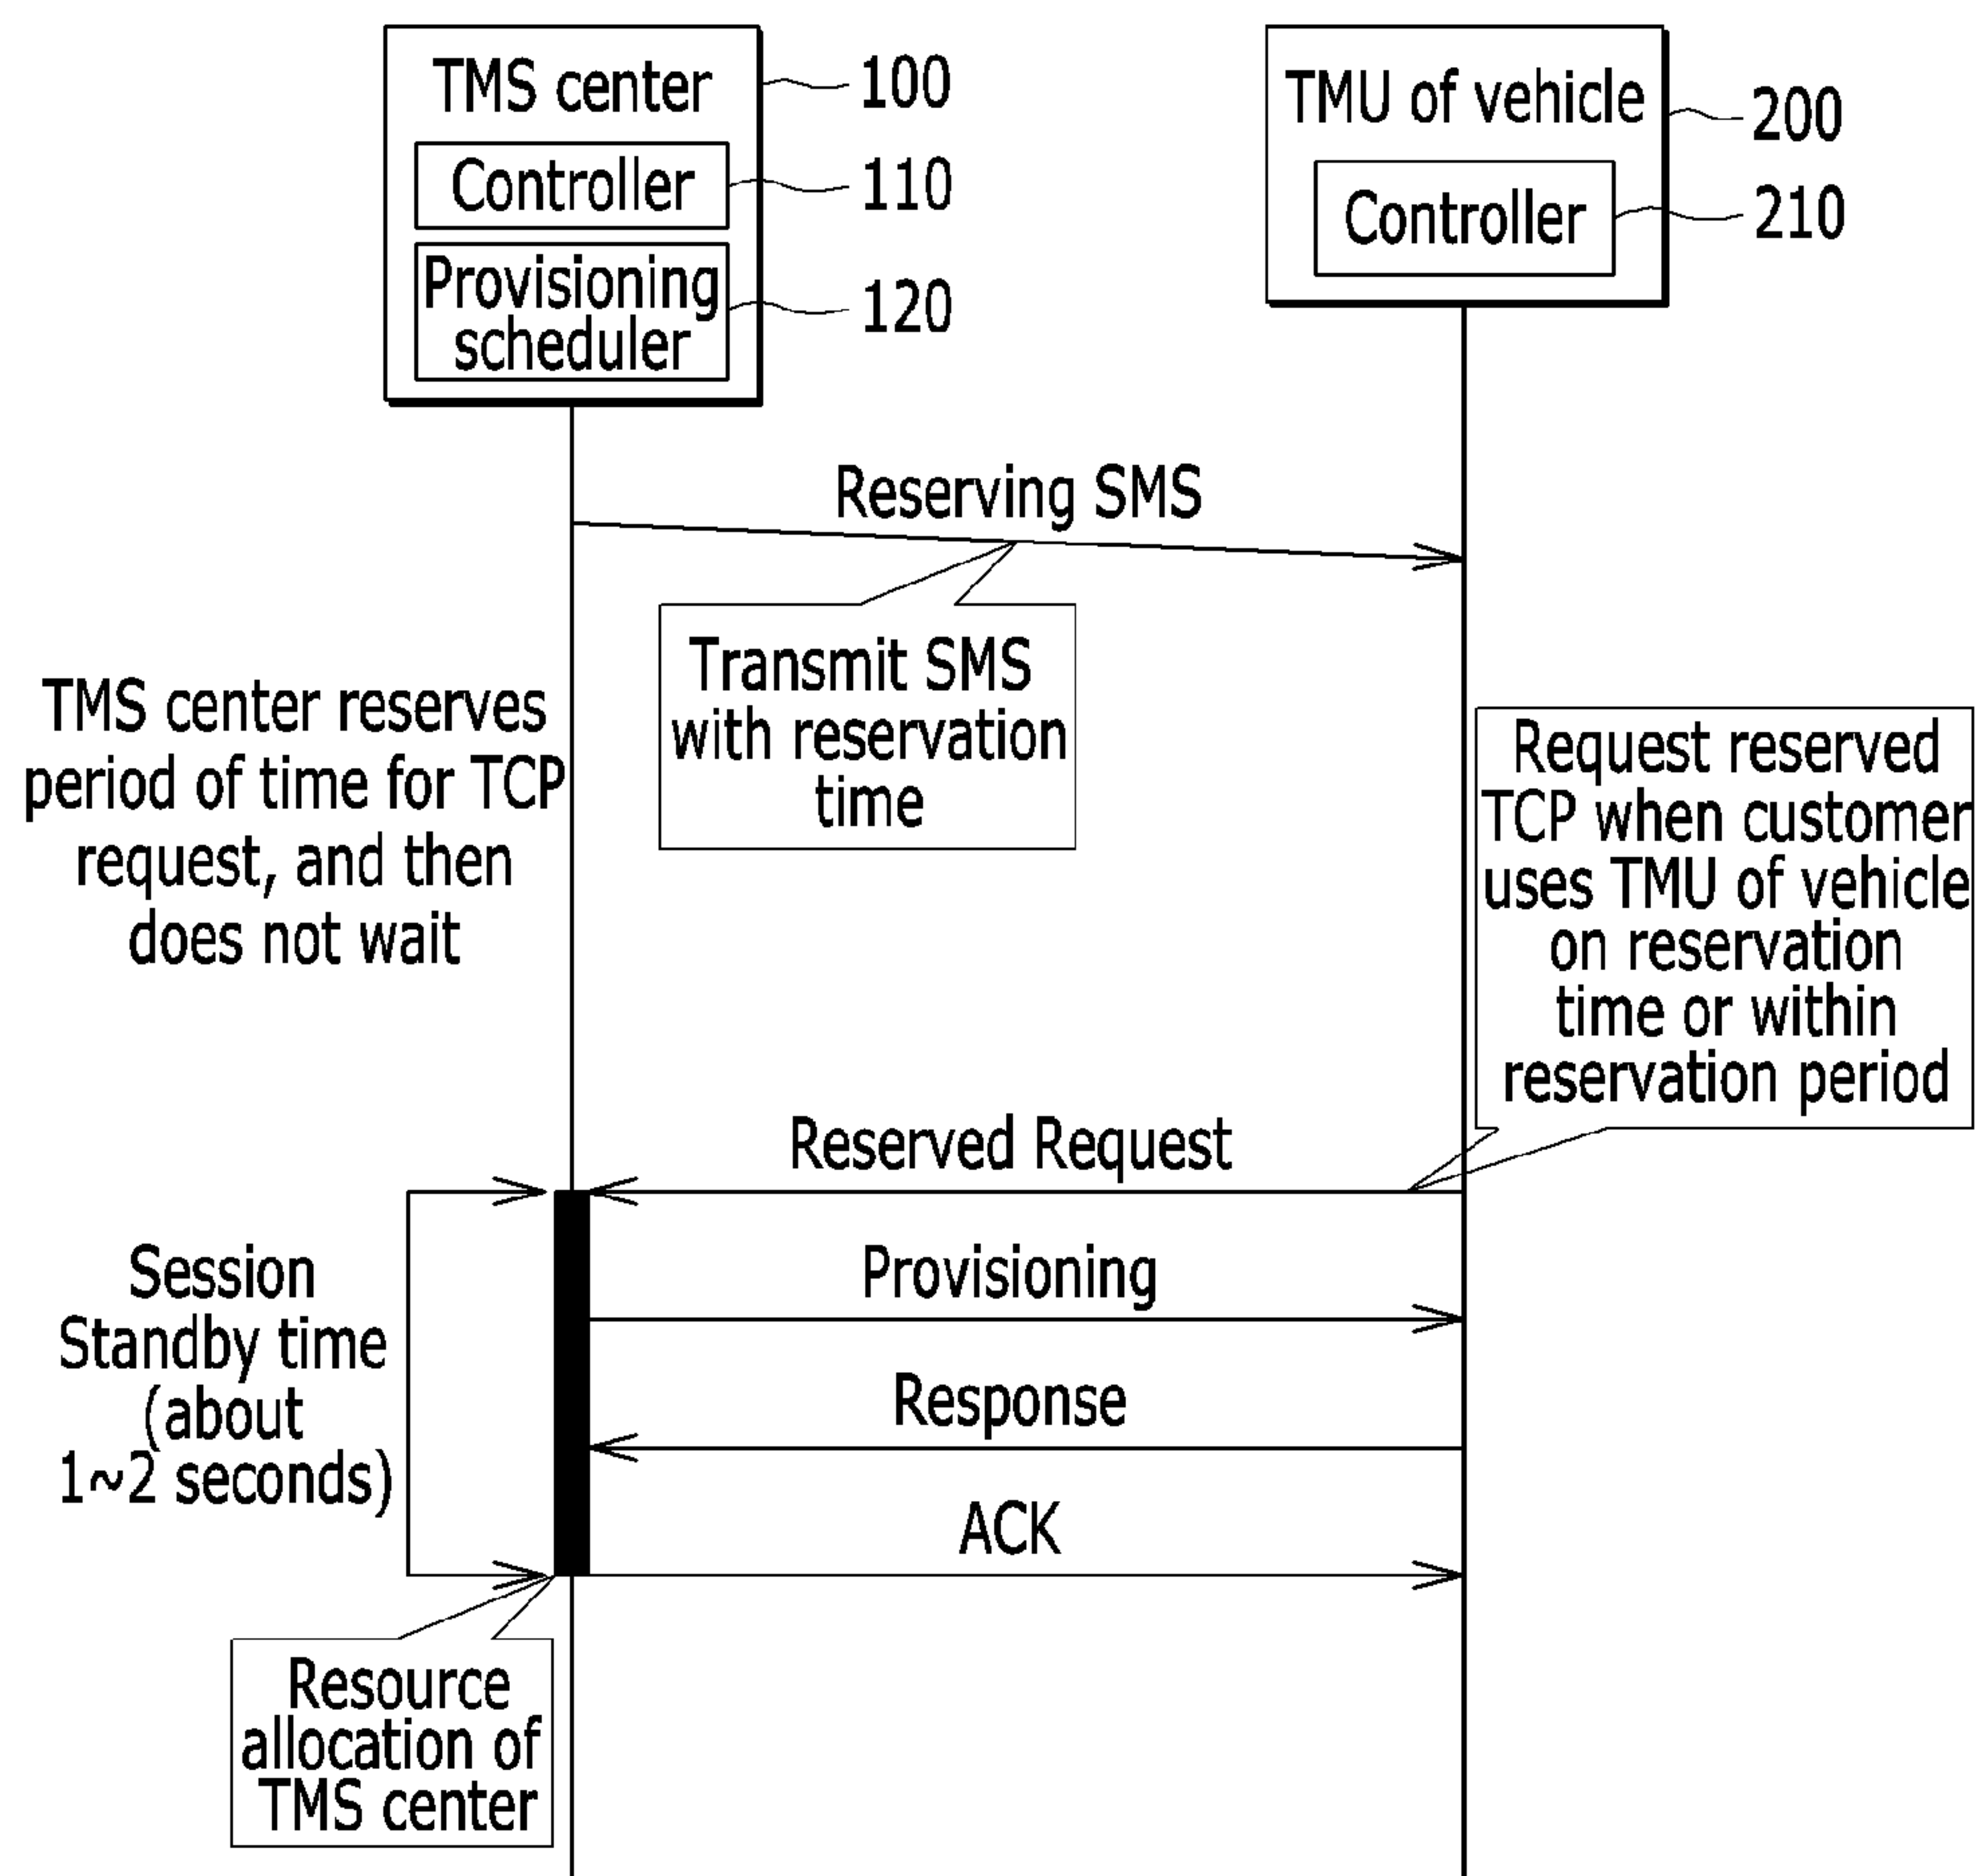 TMS center
100
Controller
110
Provisioning
scheduler
120
TMU of vehicle
200
Controller
210
Reserving SMS
Transmit SMS
with reservation
time
TMS center reserves
period of time for TCP
request, and then
does not wait
Request reserved
TCP when customer
uses TMU of vehicle
on reservation
time or within
reservation period
Reserved Request
Provisioning
Session
Standby time
(about
1~2 seconds)
Response
ACK
Resource
allocation of
TMS center